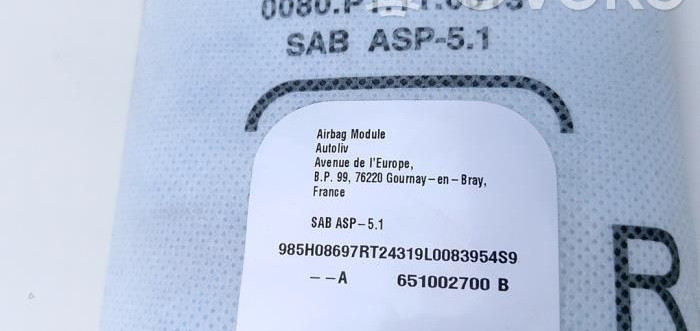 SAB ASP-5.1
Airbag Module
Autoliv
Avenue de l'Europe,
B.P. 99, 76220 Gournay-en-Bray,
France
SAB ASP-5.1
985H08697RT24319L0083954S9
--A 651002700 B
R